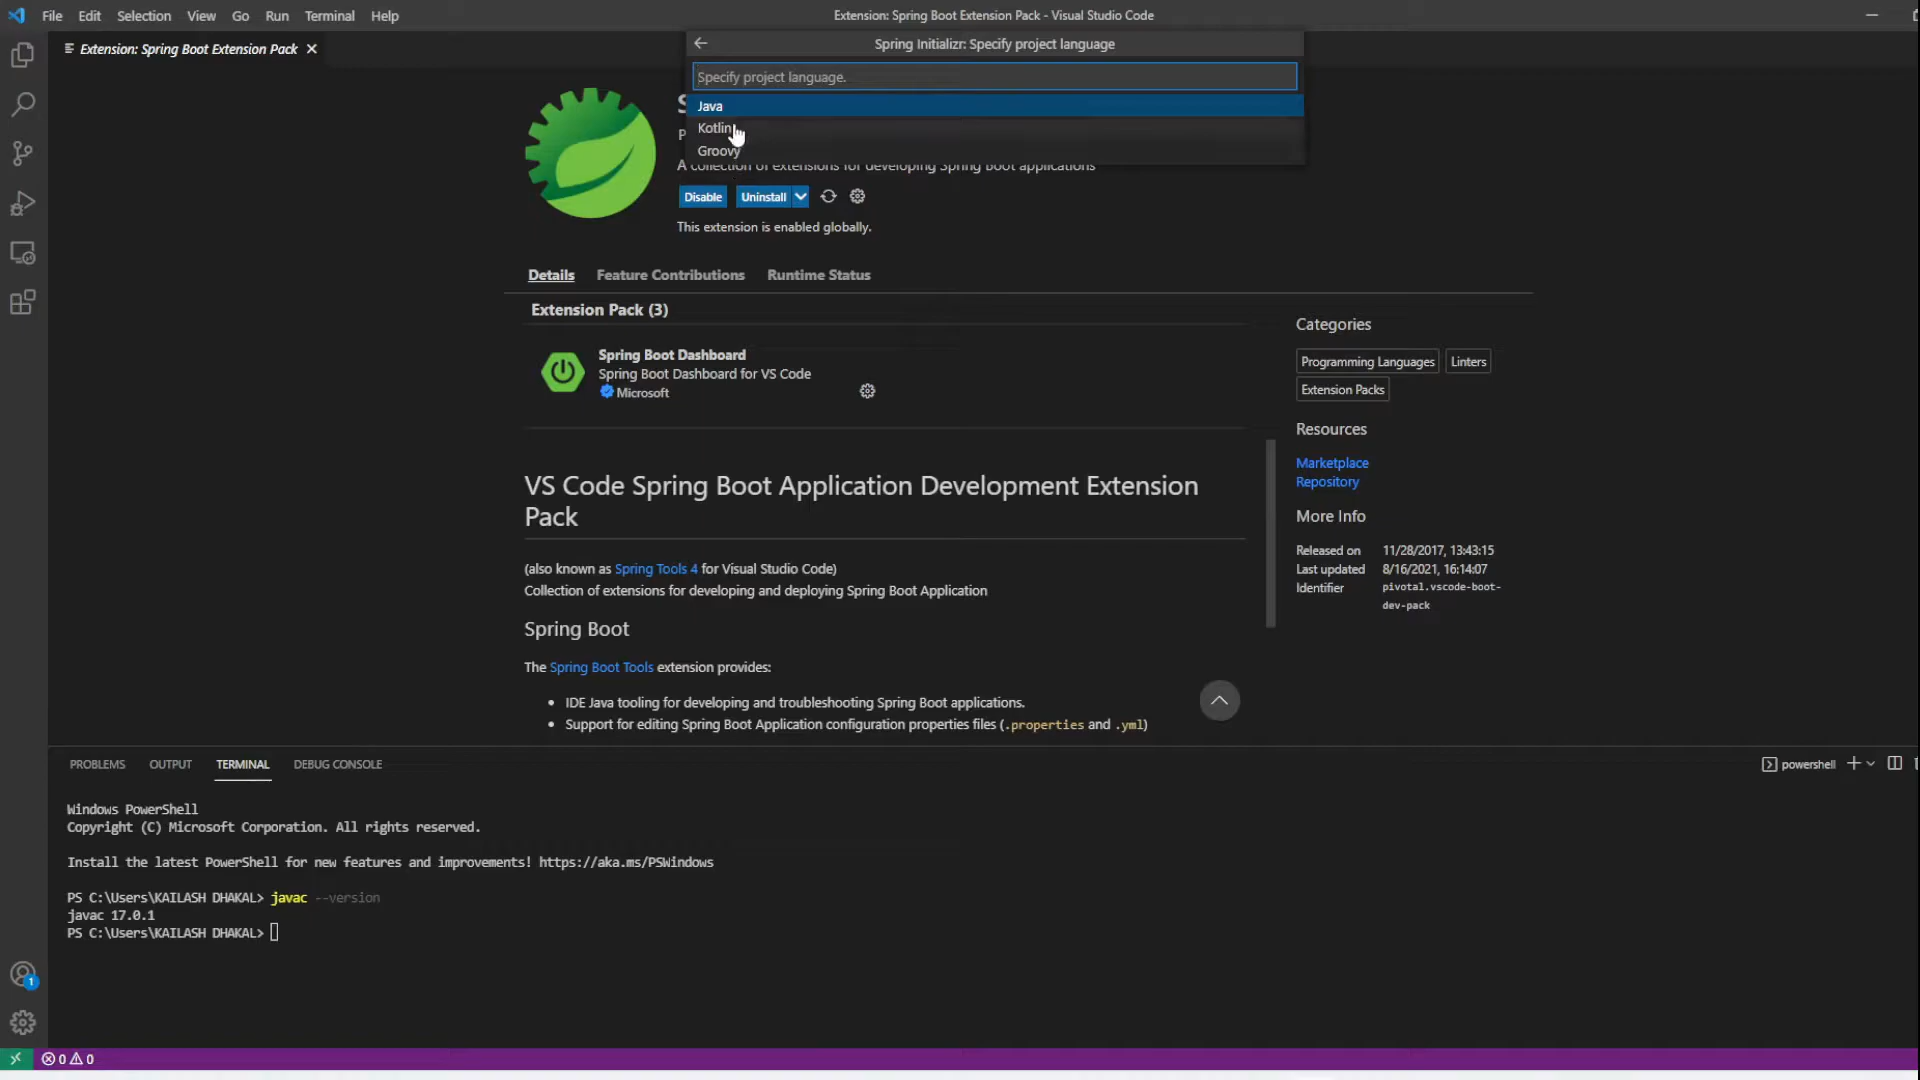 File Edit Selection View Go Run Terminal Help
Extension: Spring Boot Extension Pack - Visual Studio Code
Extension: Spring Boot Extension Pack
Spring Initializr: Specify project language
Specify project language.
Java
Kotlin
Groovy
A collection of extensions for developing Spring Boot applications
Disable Uninstall
This extension is enabled globally.
Details Feature Contributions Runtime Status
Extension Pack (3)
Spring Boot Dashboard
Spring Boot Dashboard for VS Code
Microsoft
Categories
Programming Languages Linters
Extension Packs
Resources
Marketplace
Repository
More Info
Released on 11/28/2017, 13:43:15
Last updated 8/16/2021, 16:14:07
Identifier pivotal.vscode-boot-
dev-pack
VS Code Spring Boot Application Development Extension
Pack
(also known as Spring Tools 4 for Visual Studio Code)
Collection of extensions for developing and deploying Spring Boot Application
Spring Boot
The Spring Boot Tools extension provides:
• IDE Java tooling for developing and troubleshooting Spring Boot applications.
• Support for editing Spring Boot Application configuration properties files (.properties and .yml)
PROBLEMS OUTPUT TERMINAL DEBUG CONSOLE
powershell
Windows PowerShell
Copyright (C) Microsoft Corporation. All rights reserved.
Install the latest PowerShell for new features and improvements! https://aka.ms/PSWindows
PS C:\Users\KAILASH DHAKAL> javac --version
javac 17.0.1
PS C:\Users\KAILASH DHAKAL>
1
0 0